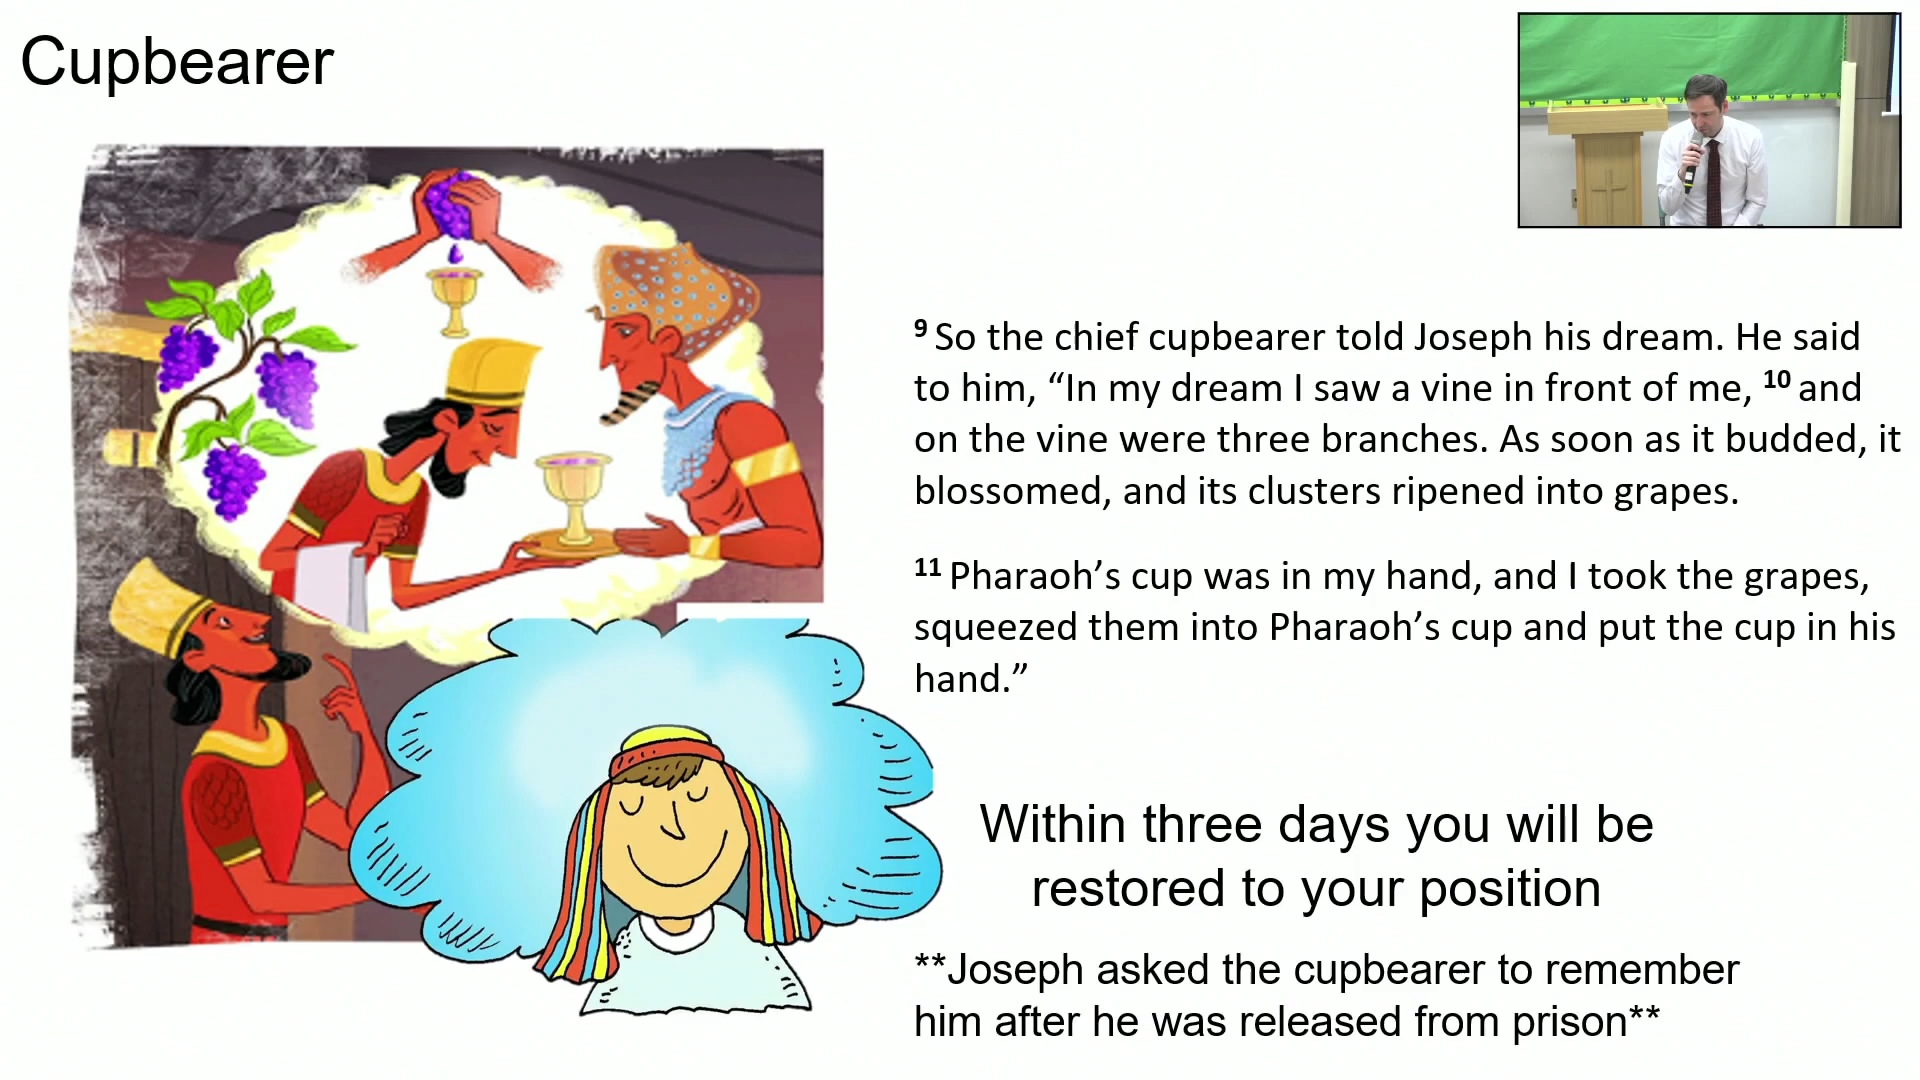 Cupbearer
9 So the chief cupbearer told Joseph his dream. He said
to him, “In my dream I saw a vine in front of me, 10 and
on the vine were three branches. As soon as it budded, it
blossomed, and its clusters ripened into grapes.
11 Pharaoh’s cup was in my hand, and I took the grapes,
squeezed them into Pharaoh’s cup and put the cup in his
hand.”
Within three days you will be
restored to your position
**Joseph asked the cupbearer to remember
him after he was released from prison**